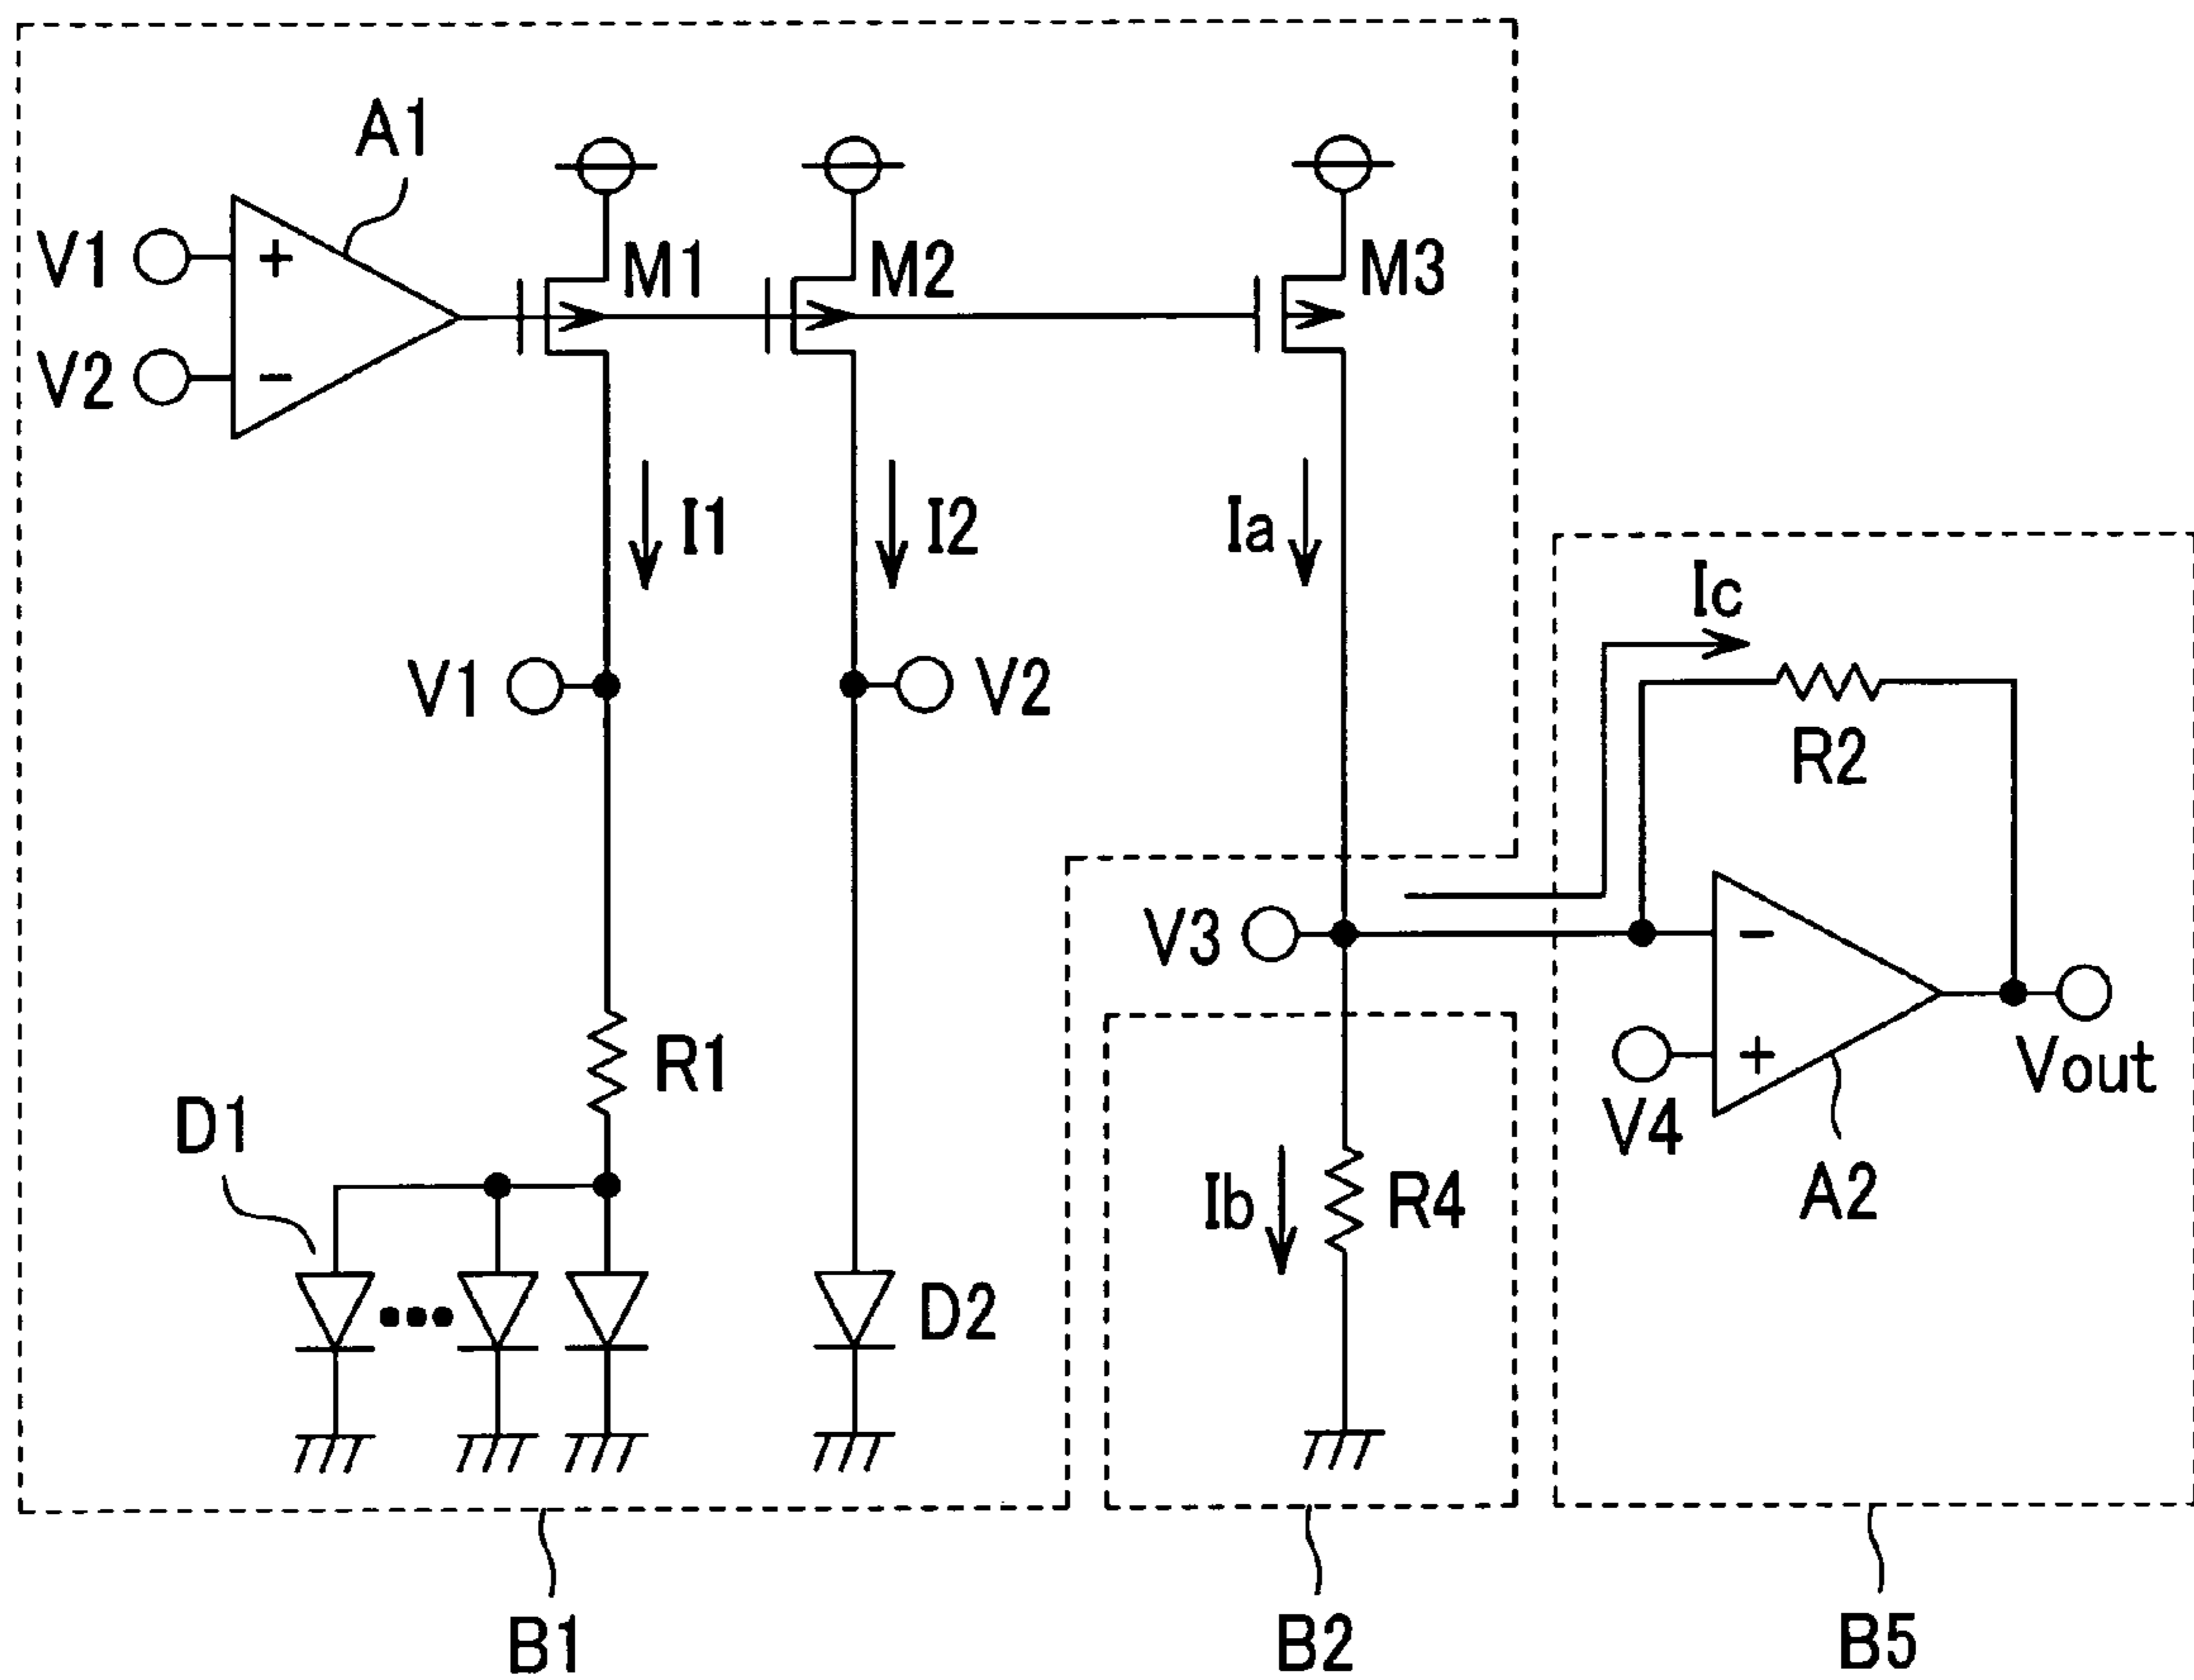 A1
V1
+
M1
M2
M3
V2
−
I1
I2
Ia
Ic
V1
V2
R2
V3
−
R1
V4
+
Vout
D1
A2
Ib
R4
D2
B1
B2
B5